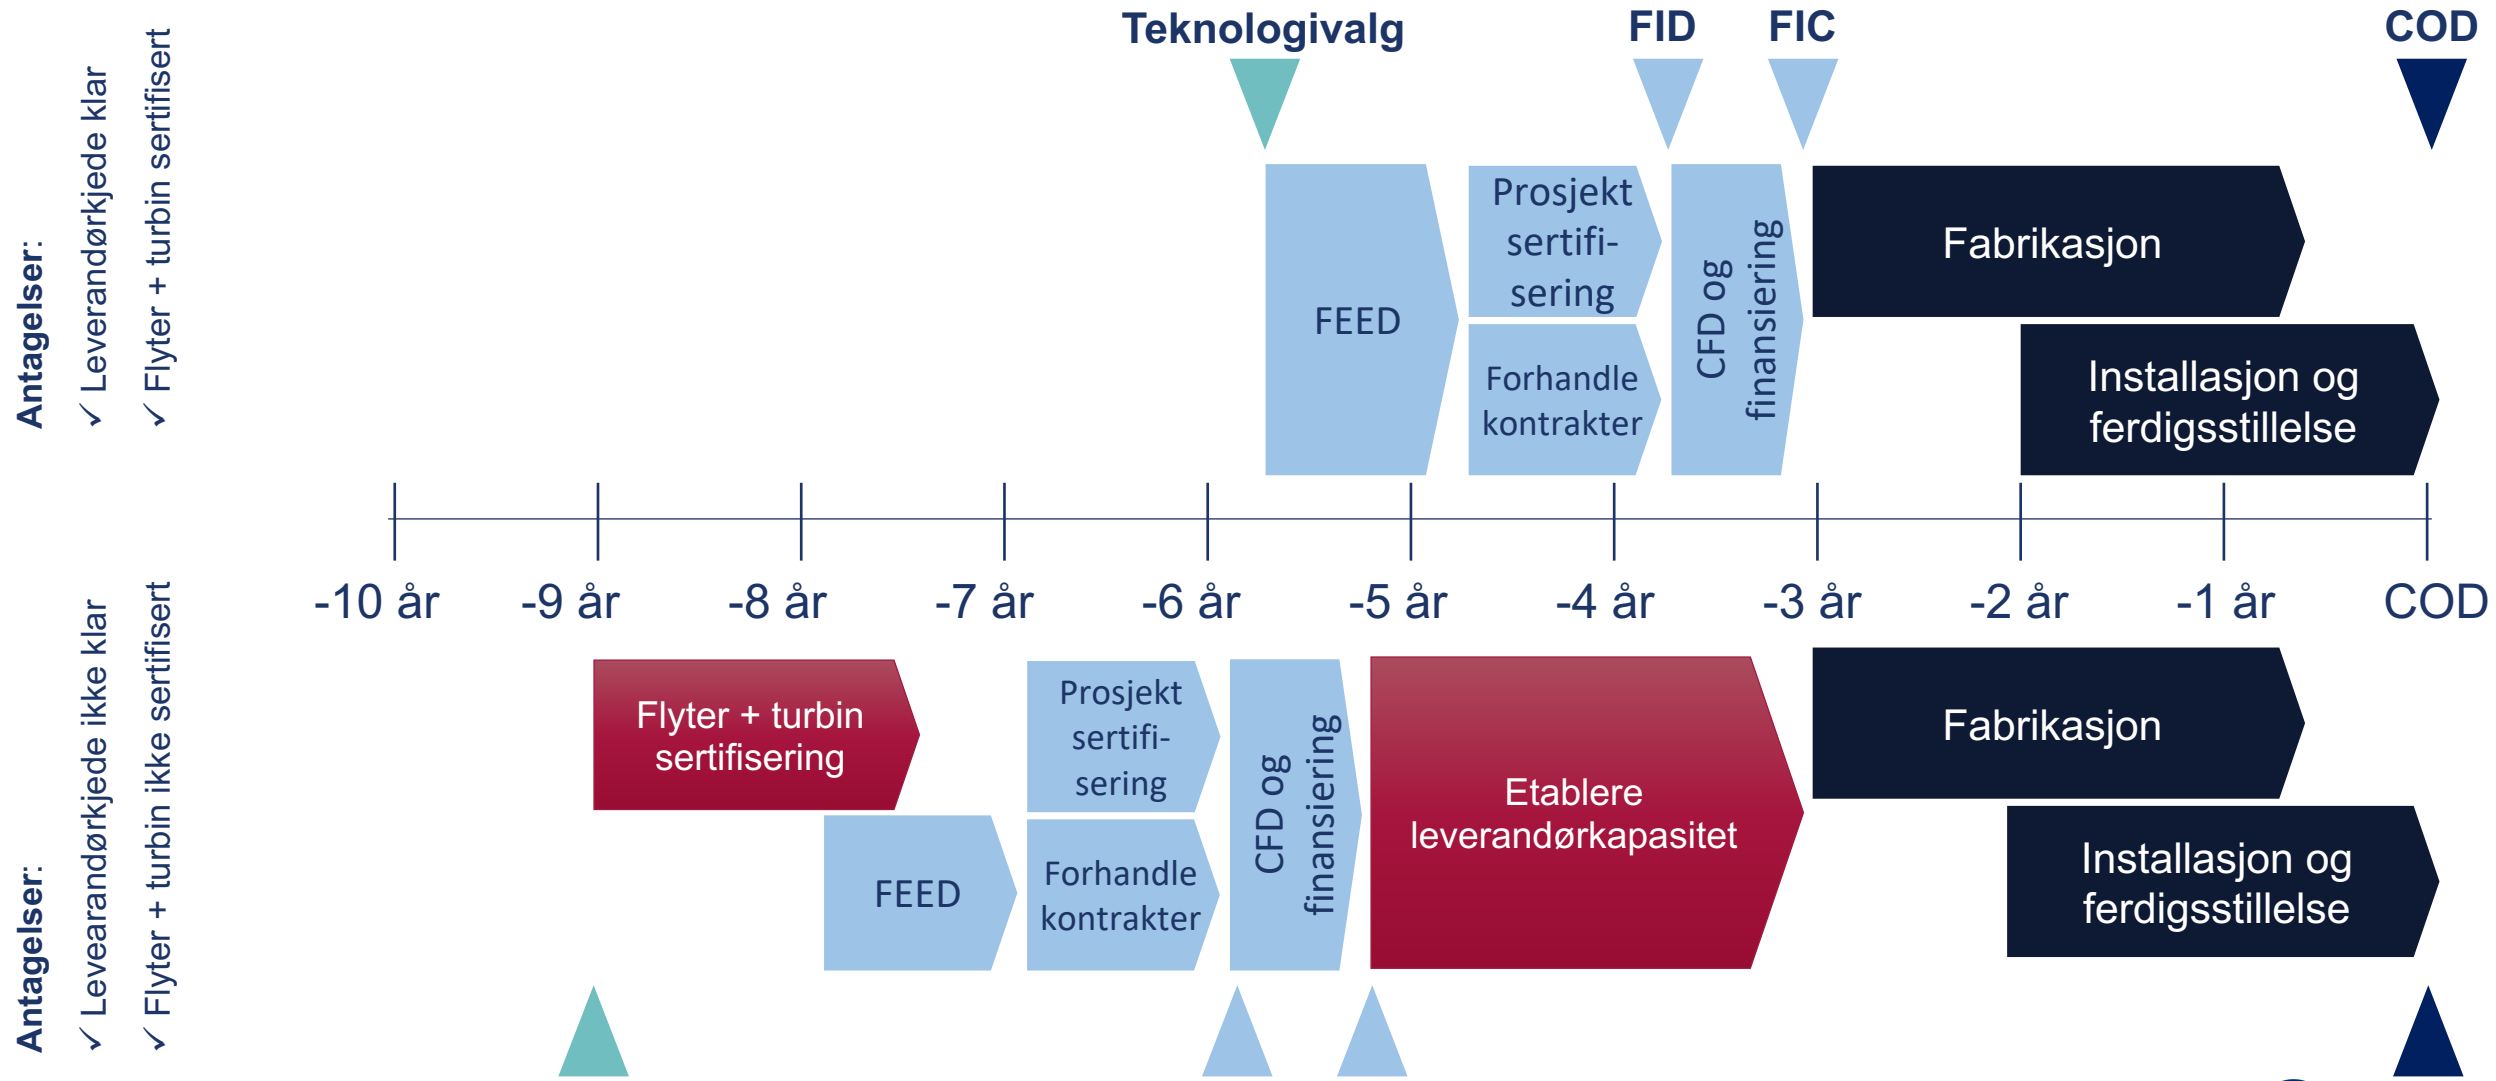 Teknologivalg
FID
FIC
COD
Antagelser:
✓ Leverandørkjede klar
✓ Flyter + turbin sertifisert
FEED
Prosjekt
sertifi-
sering
Forhandle
kontrakter
CFD og
finansiering
Fabrikasjon
Installasjon og
ferdigsstillelse
-10 år
-9 år
-8 år
-7 år
-6 år
-5 år
-4 år
-3 år
-2 år
-1 år
COD
Antagelser:
✓ Levearandørkjede ikke klar
✓ Flyter + turbin ikke sertifisert
Flyter + turbin
sertifisering
FEED
Prosjekt
sertifi-
sering
Forhandle
kontrakter
CFD og
finansiering
Etablere
leverandørkapasitet
Fabrikasjon
Installasjon og
ferdigsstillelse